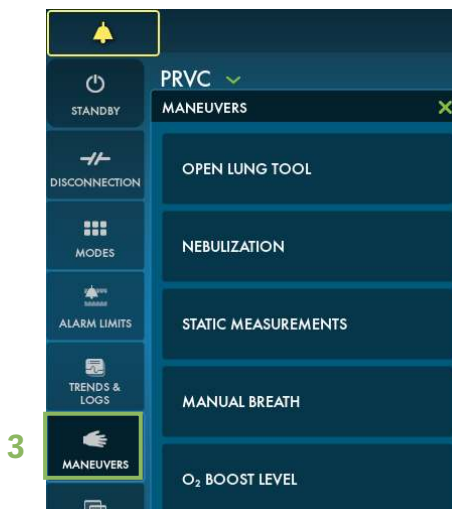 PRVC
STANDBY
MANEUVERS
DISCONNECTION
OPEN LUNG TOOL
MODES
NEBULIZATION
ALARM LIMITS
STATIC MEASUREMENTS
TRENDS &
LOGS
MANUAL BREATH
3
MANEUVERS
O₂ BOOST LEVEL